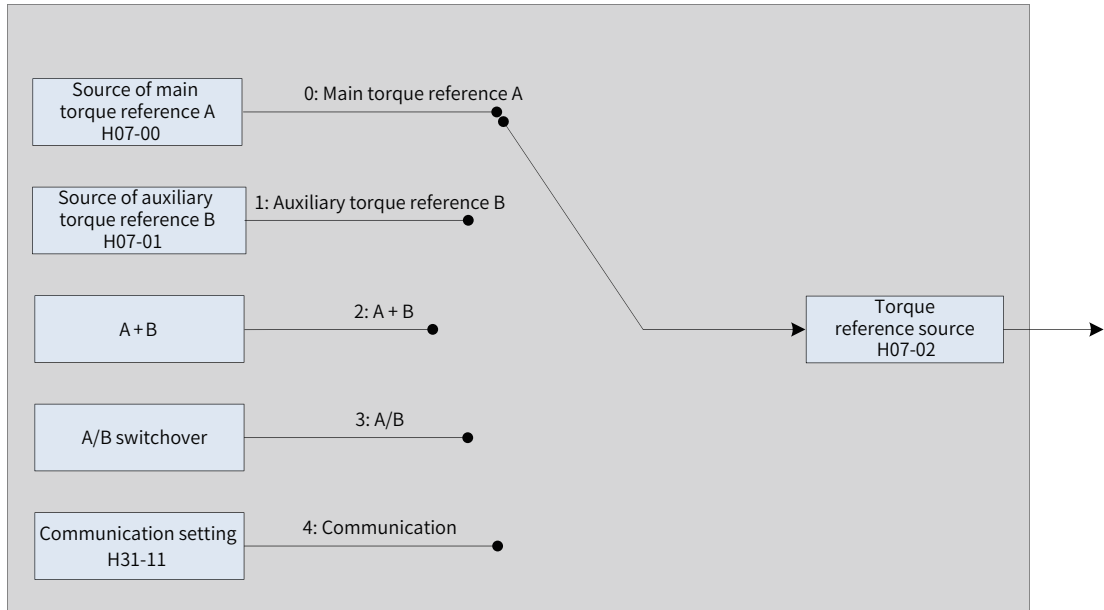 Source of main
torque reference A
H07-00
0: Main torque reference A
Source of auxiliary
torque reference B
H07-01
1: Auxiliary torque reference B
A+B
2: A + B
Torque
reference source
H07-02
A/B switchover
3: A/B
Communication setting
H31-11
4: Communication